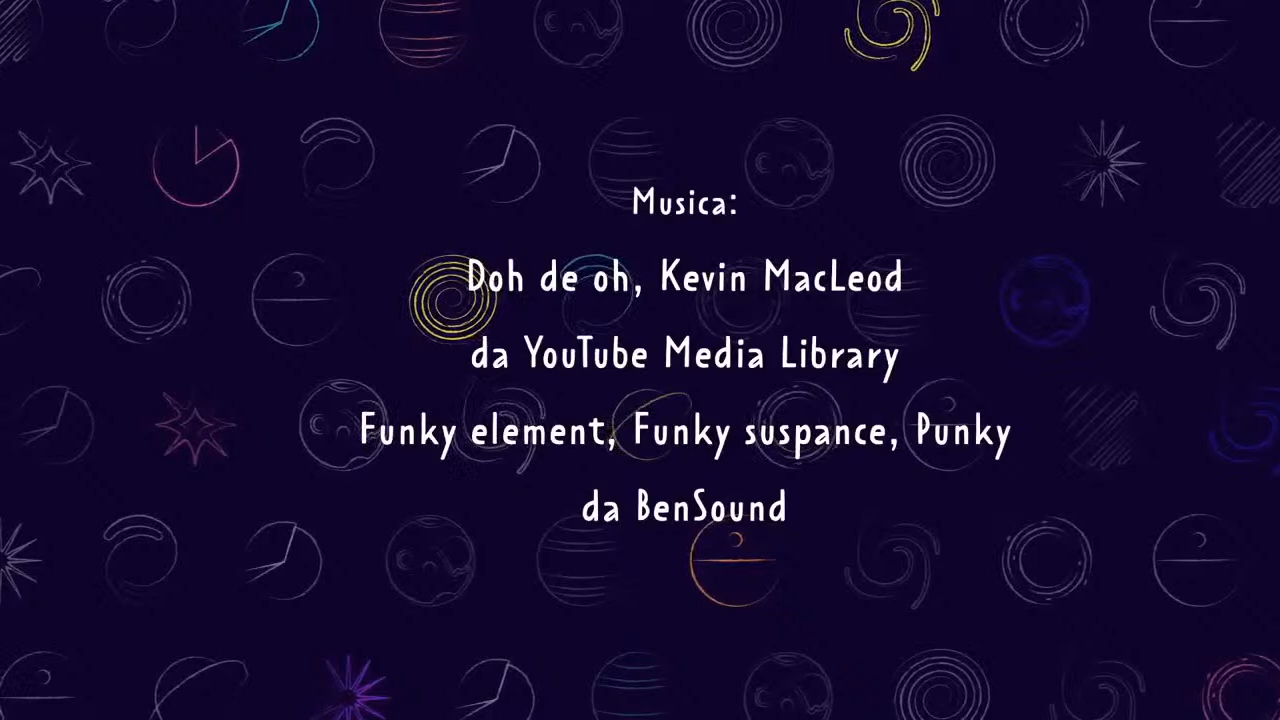 Musica:
Doh de oh, Kevin MacLeod
da YouTube Media Library
Funky element, Funky suspance, Punky
da BenSound